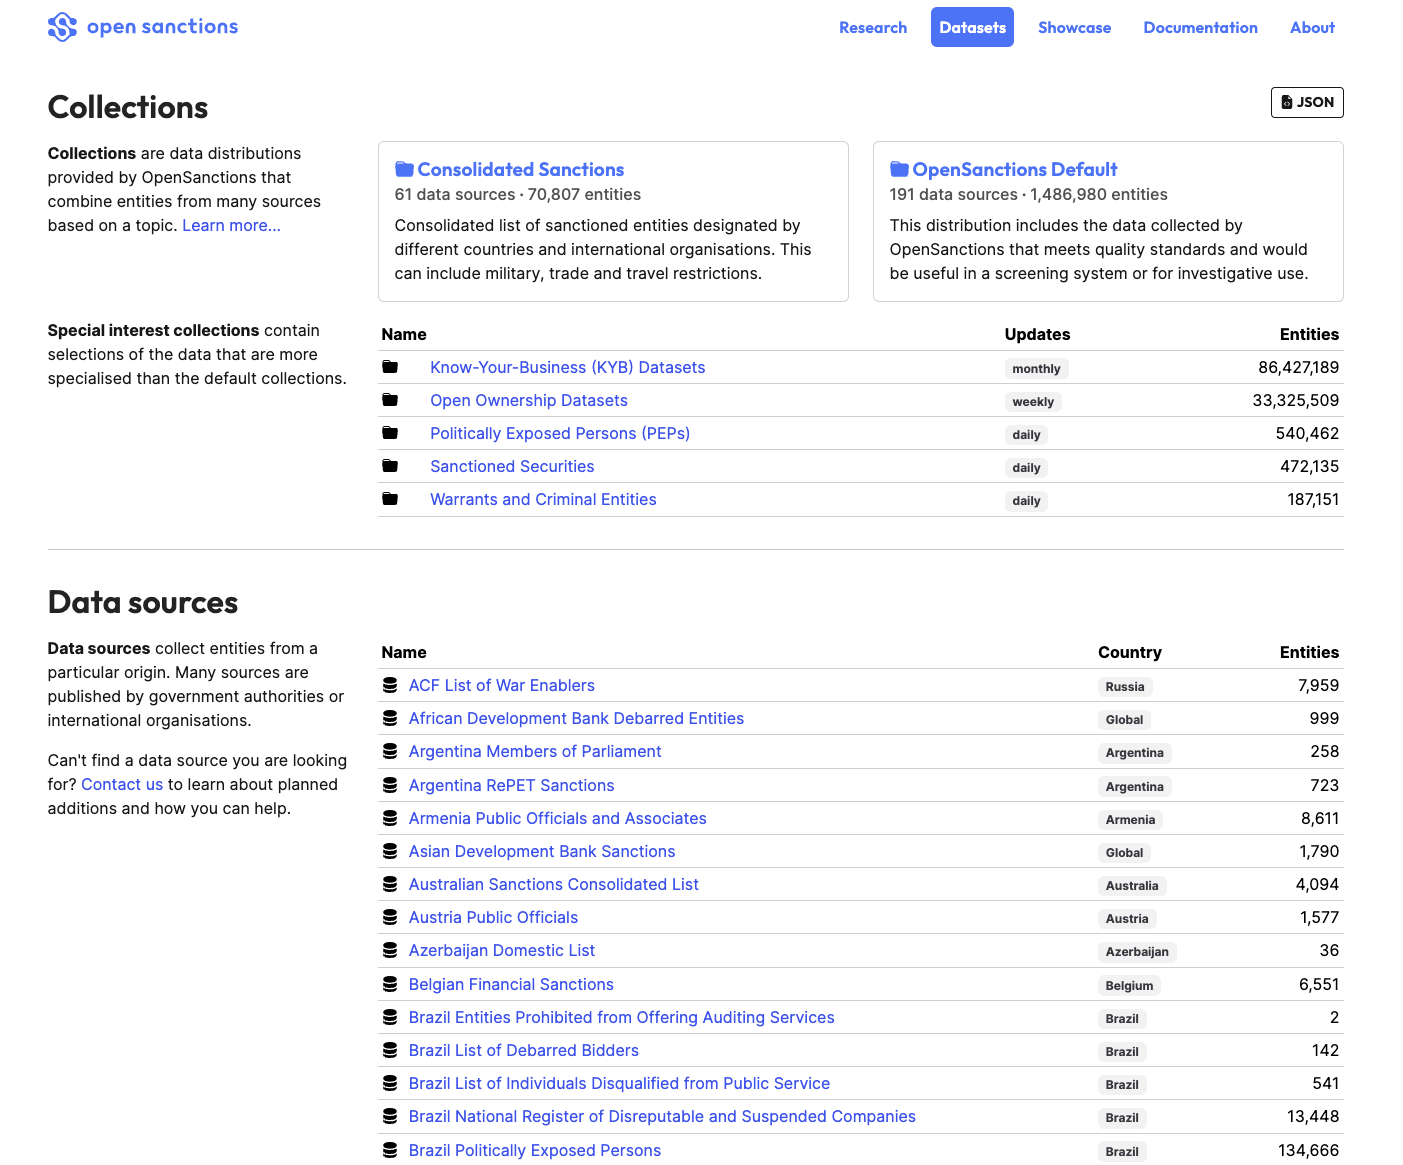 open sanctions
Research Datasets Showcase Documentation About
Collections
JSON
Collections are data distributions
provided by OpenSanctions that
combine entities from many sources
based on a topic. Learn more...
Consolidated Sanctions
61 data sources · 70,807 entities
Consolidated list of sanctioned entities designated by
different countries and international organisations. This
can include military, trade and travel restrictions.
OpenSanctions Default
191 data sources · 1,486,980 entities
This distribution includes the data collected by
OpenSanctions that meets quality standards and would
be useful in a screening system or for investigative use.
Special interest collections contain
selections of the data that are more
specialised than the default collections.
Name Updates Entities
Know-Your-Business (KYB) Datasets monthly 86,427,189
Open Ownership Datasets weekly 33,325,509
Politically Exposed Persons (PEPs) daily 540,462
Sanctioned Securities daily 472,135
Warrants and Criminal Entities daily 187,151
Data sources
Data sources collect entities from a
particular origin. Many sources are
published by government authorities or
international organisations.
Can't find a data source you are looking
for? Contact us to learn about planned
additions and how you can help.
Name Country Entities
ACF List of War Enablers Russia 7,959
African Development Bank Debarred Entities Global 999
Argentina Members of Parliament Argentina 258
Argentina RePET Sanctions Argentina 723
Armenia Public Officials and Associates Armenia 8,611
Asian Development Bank Sanctions Global 1,790
Australian Sanctions Consolidated List Australia 4,094
Austria Public Officials Austria 1,577
Azerbaijan Domestic List Azerbaijan 36
Belgian Financial Sanctions Belgium 6,551
Brazil Entities Prohibited from Offering Auditing Services Brazil 2
Brazil List of Debarred Bidders Brazil 142
Brazil List of Individuals Disqualified from Public Service Brazil 541
Brazil National Register of Disreputable and Suspended Companies Brazil 13,448
Brazil Politically Exposed Persons Brazil 134,666